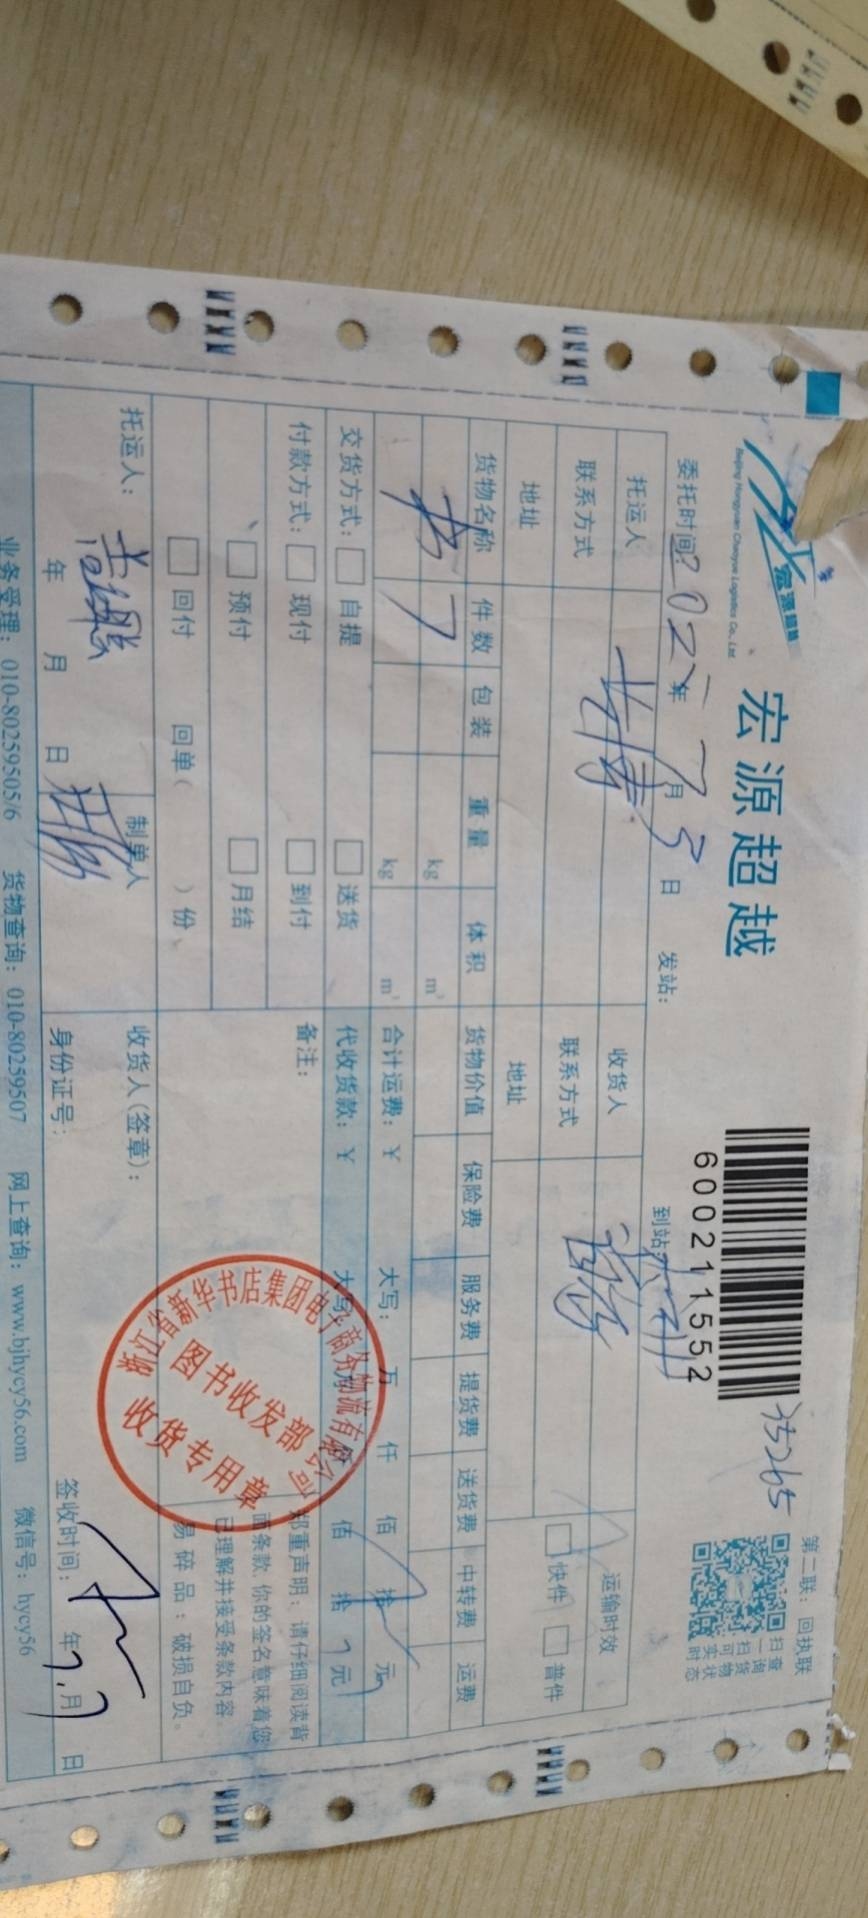 宏源超越
Beijing Hongyuan Chaoyue Logistics Co., Ltd
宏源超越
600211552
75265
第二联：回执联
扫一扫可实时
查询货物状态
委托时间 2025年 7月 3日 发站： 到站：
托运人 收货人 运输时效
联系方式 联系方式 快件 普件
地址 地址
货物名称 件数 包装 重量 体积 货物价值 保险费 服务费 提货费 送货费 中转费 运费
书 7 kg m³
kg m³ 合计运费：￥ 大写： 万 仟 佰 拾 元
交货方式： 自提 送货 代收货款：￥ 大写： 万 仟 佰 拾 元
付款方式： 现付 到付 备注：
预付 月结
回付 回单（ ）份
郑重声明：请仔细阅读背
面条款，你的签名意味着您
已理解并接受条款内容。
易碎品：破损自负。
浙江省新华书店集团电子商务物流有限公司
图书收发部
收货专用章
托运人： 制单人 收货人（签章）：
年 月 日 身份证号： 签收时间： 年 7月 7日
业务受理：010-80259505/6 货物查询：010-80259507 网上查询：www.bjhycy56.com 微信号：hycy56